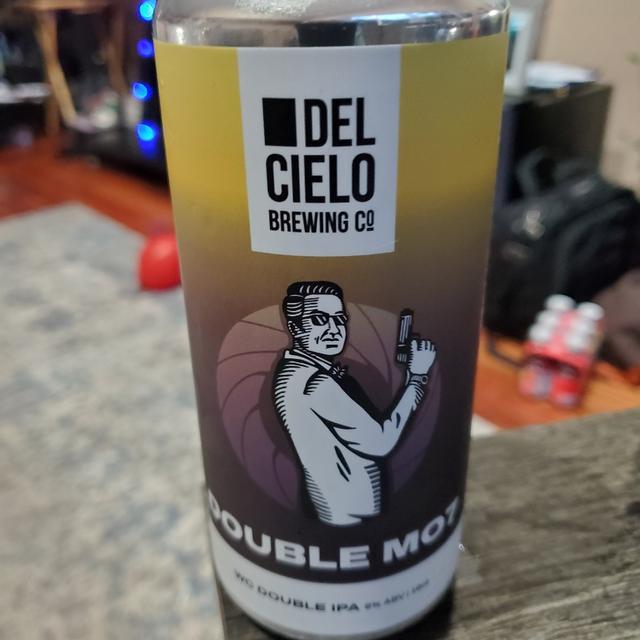 DEL
CIELO
BREWING Cº
DOUBLE MO7
WC DOUBLE IPA